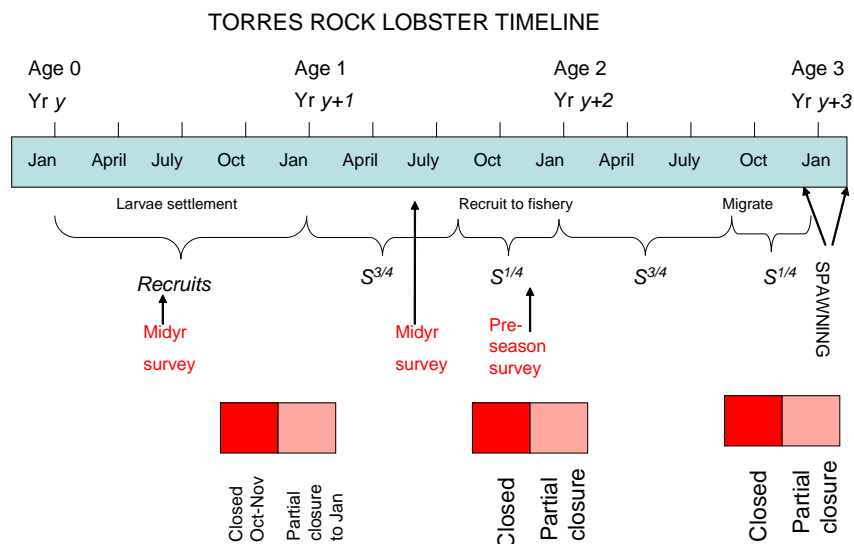 TORRES ROCK LOBSTER TIMELINE
Age 0 Age 1 Age 2 Age 3
Yr y Yr y+1 Yr y+2 Yr y+3
Jan April July Oct Jan April July Oct Jan April July Oct Jan
Larvae settlement Recruit to fishery Migrate
Recruits S3/4 S1/4 S3/4 S1/4
SPAWNING
Midyr
survey
Midyr
survey
Pre-
season
survey
Closed
Oct-Nov
Partial
closure
to Jan
Closed
Partial
closure
Closed
Partial
closure